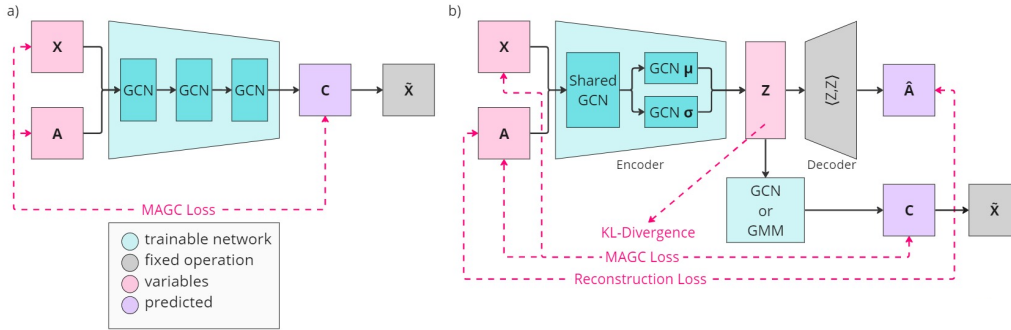 a)
X
A
GCN
GCN
GCN
C
X̃
MAGC Loss
trainable network
fixed operation
variables
predicted
b)
X
A
Shared
GCN
GCN μ
GCN σ
Encoder
Z
⟨Z,Z⟩
Decoder
Â
GCN
or
GMM
C
X̃
KL-Divergence
MAGC Loss
Reconstruction Loss